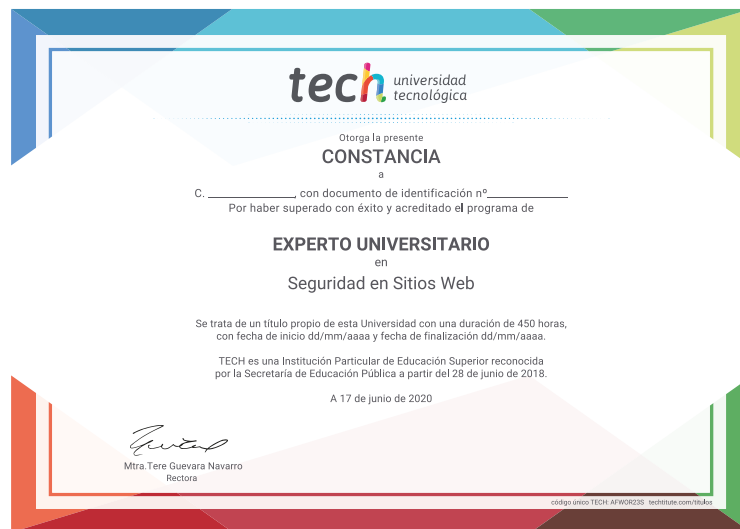 tech universidad
tecnológica
Otorga la presente
CONSTANCIA
a
C. ________________, con documento de identificación nº______________
Por haber superado con éxito y acreditado el programa de
EXPERTO UNIVERSITARIO
en
Seguridad en Sitios Web
Se trata de un título propio de esta Universidad con una duración de 450 horas,
con fecha de inicio dd/mm/aaaa y fecha de finalización dd/mm/aaaa.
TECH es una Institución Particular de Educación Superior reconocida
por la Secretaría de Educación Pública a partir del 28 de junio de 2018.
A 17 de junio de 2020
Mtra.Tere Guevara Navarro
Rectora
código único TECH: AFWOR23S techtitute.com/titulos